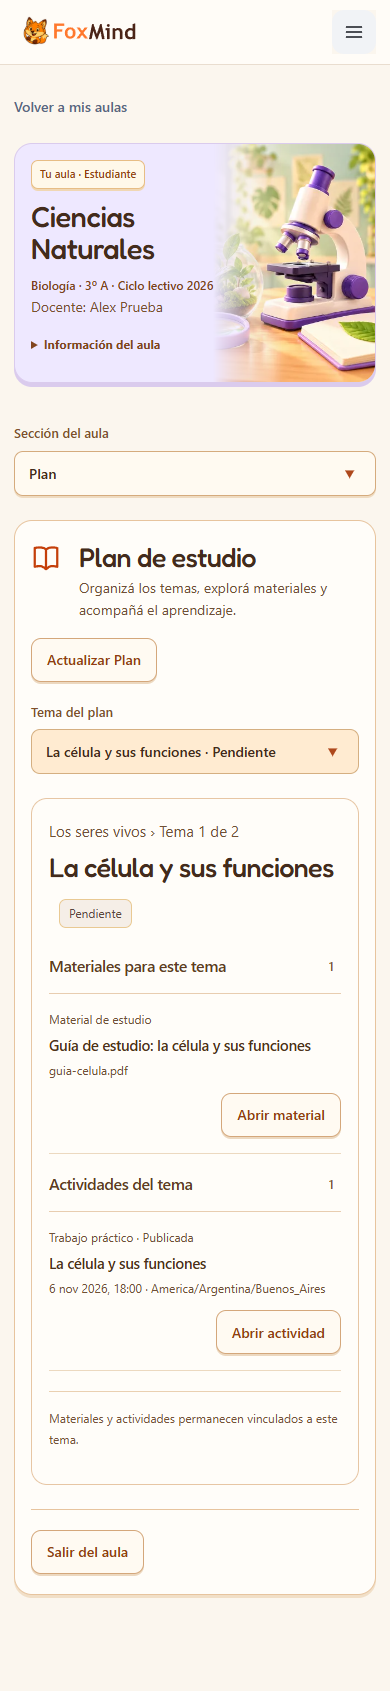 FoxMind
Volver a mis aulas
Tu aula · Estudiante
Ciencias
Naturales
Biología · 3º A · Ciclo lectivo 2026
Docente: Alex Prueba
Información del aula
Sección del aula
Plan
Plan de estudio
Organizá los temas, explorá materiales y
acompañá el aprendizaje.
Actualizar Plan
Tema del plan
La célula y sus funciones · Pendiente
Los seres vivos › Tema 1 de 2
La célula y sus funciones
Pendiente
Materiales para este tema 1
Material de estudio
Guía de estudio: la célula y sus funciones
guia-celula.pdf
Abrir material
Actividades del tema 1
Trabajo práctico · Publicada
La célula y sus funciones
6 nov 2026, 18:00 · America/Argentina/Buenos_Aires
Abrir actividad
Materiales y actividades permanecen vinculados a este
tema.
Salir del aula